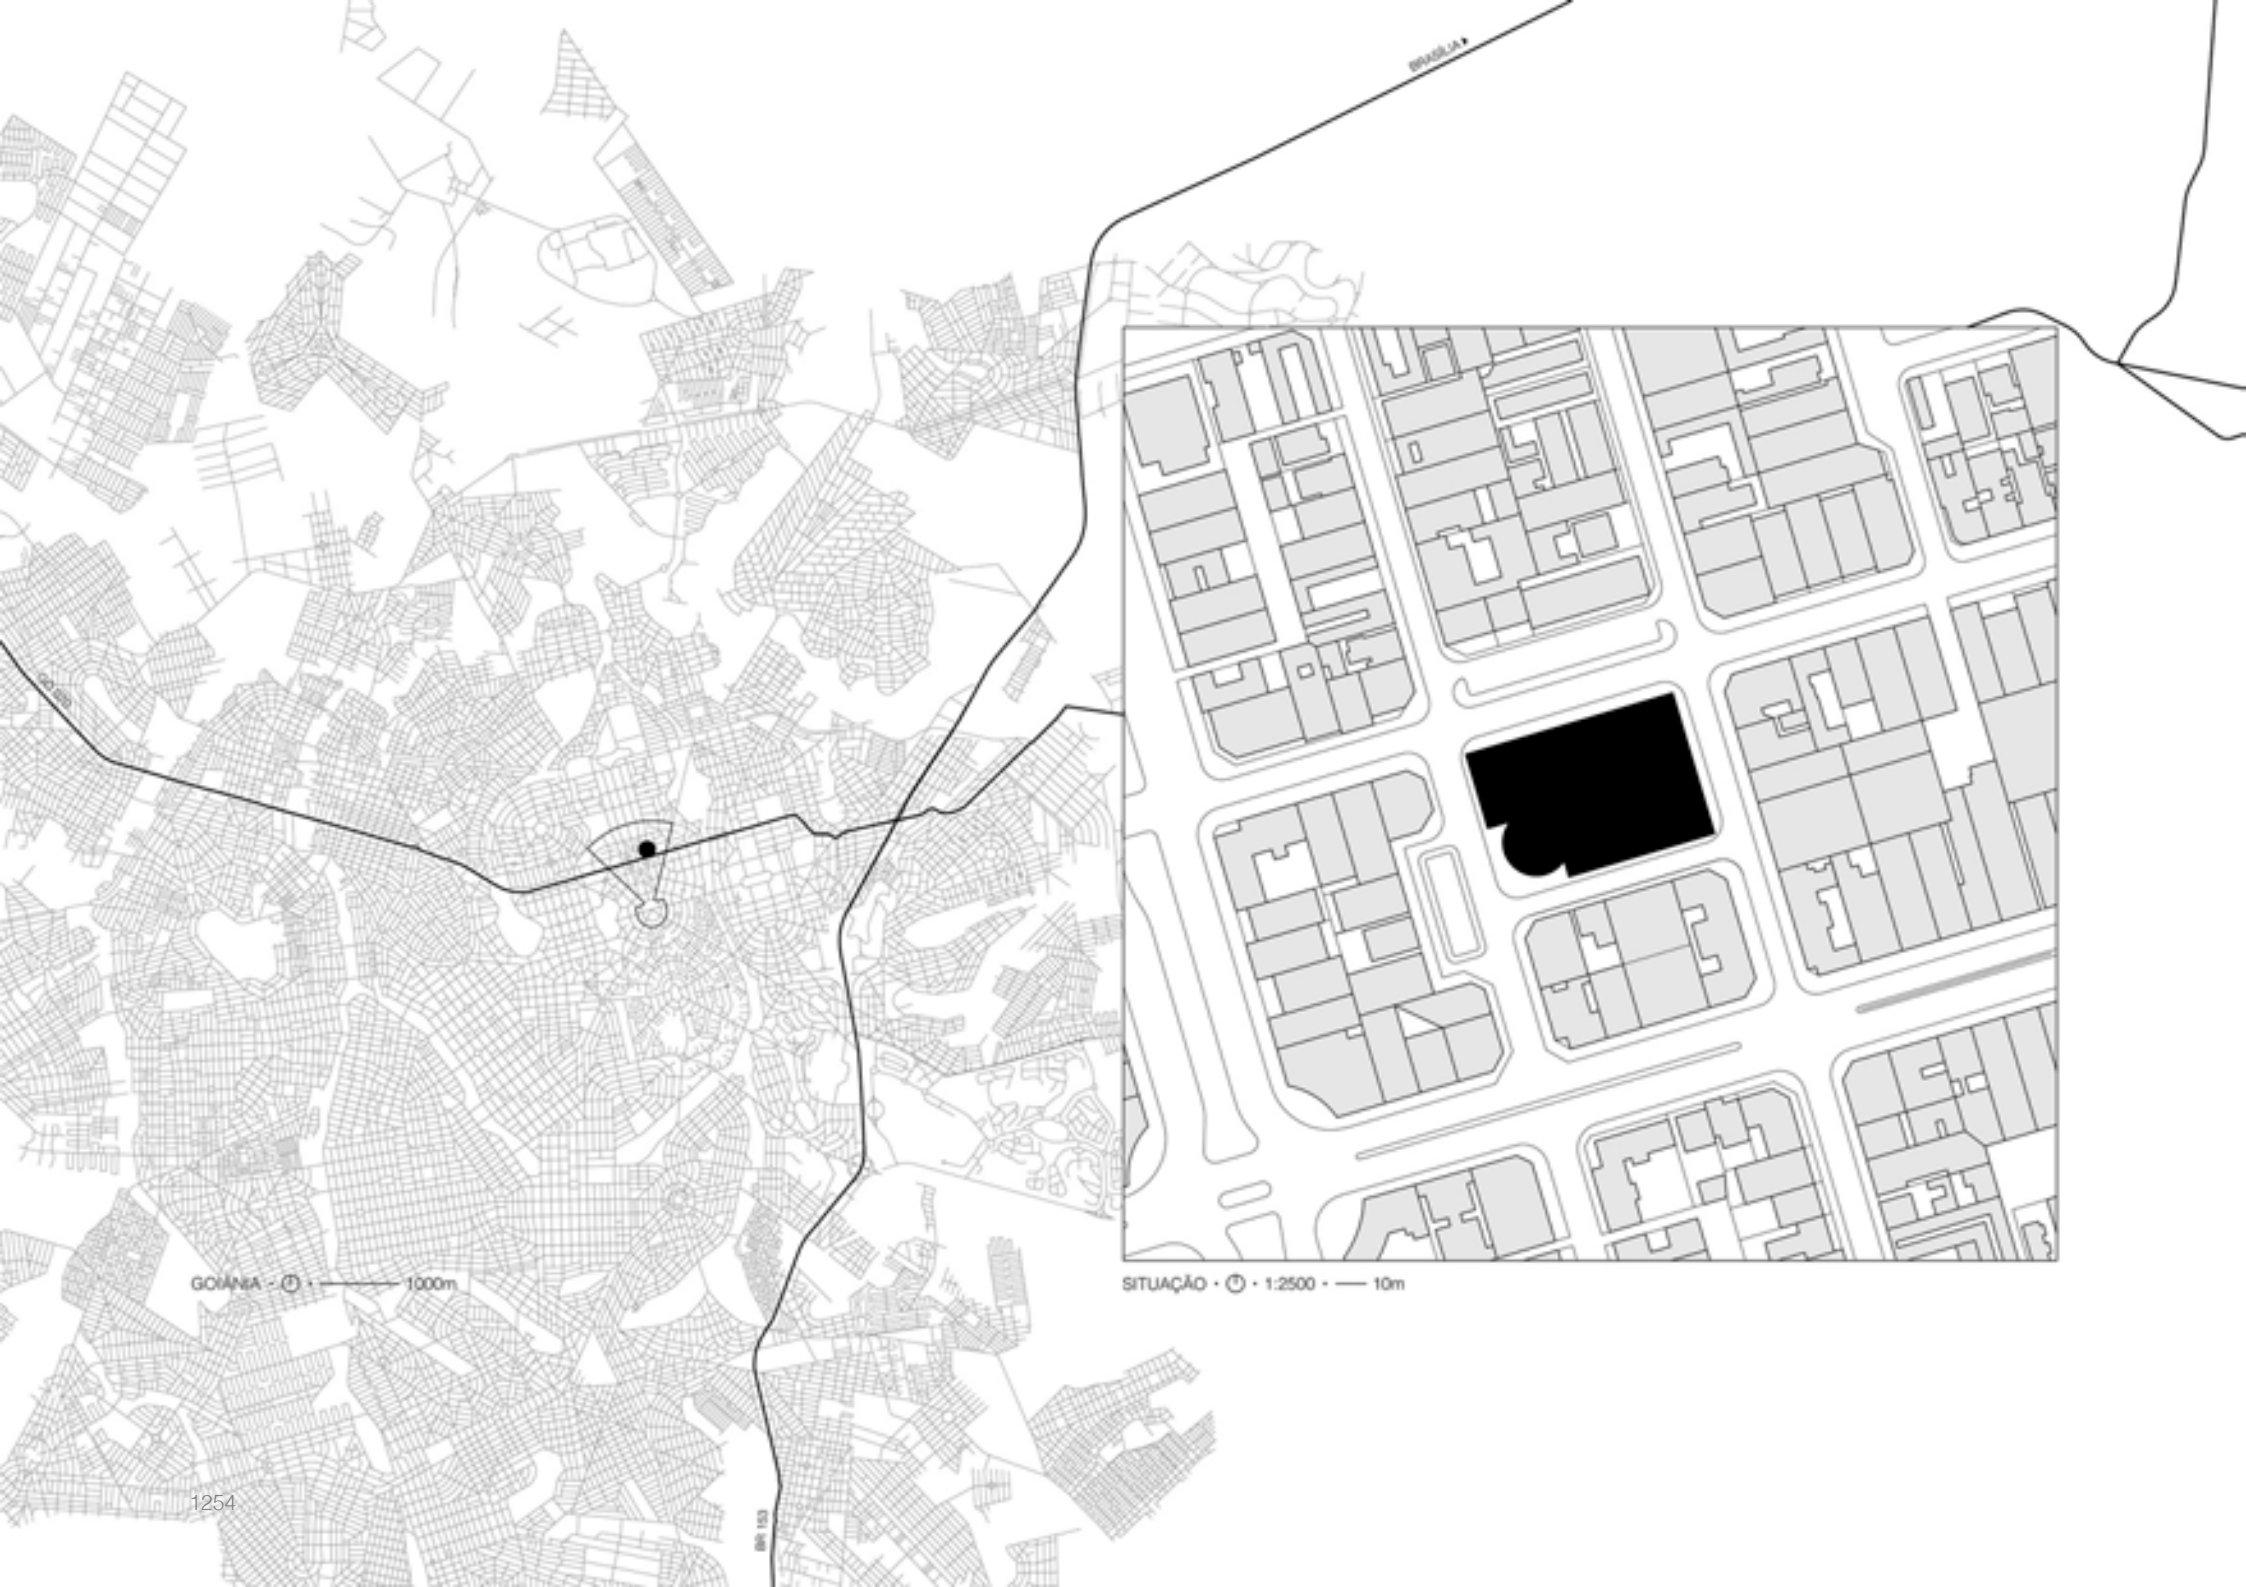 BRASÍLIA
GOIÂNIA · · 1000m
SITUAÇÃO · · 1:2500 · 10m
1254
BR 153